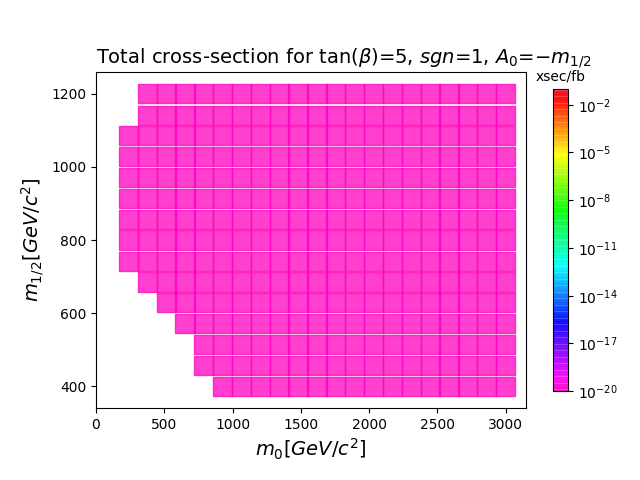 Total cross-section for tan(β)=5, sgn=1, A₀=−m₁/₂
xsec/fb
1200
1000
800
600
400
m₁/₂[GeV/c²]
0 500 1000 1500 2000 2500 3000
m₀[GeV/c²]
10⁻²
10⁻⁵
10⁻⁸
10⁻¹¹
10⁻¹⁴
10⁻¹⁷
10⁻²⁰